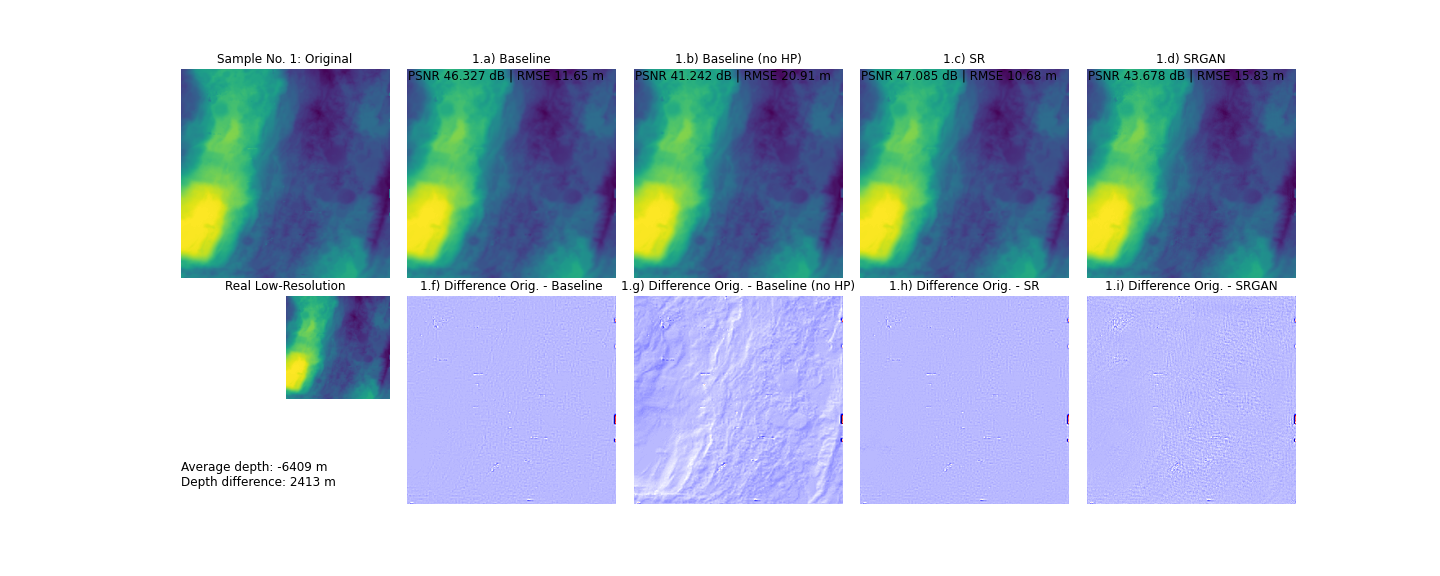 Sample No. 1: Original
1.a) Baseline
1.b) Baseline (no HP)
1.c) SR
1.d) SRGAN
PSNR 46.327 dB | RMSE 11.65 m
PSNR 41.242 dB | RMSE 20.91 m
PSNR 47.085 dB | RMSE 10.68 m
PSNR 43.678 dB | RMSE 15.83 m
Real Low-Resolution
1.f) Difference Orig. - Baseline
1.g) Difference Orig. - Baseline (no HP)
1.h) Difference Orig. - SR
1.i) Difference Orig. - SRGAN
Average depth: -6409 m
Depth difference: 2413 m